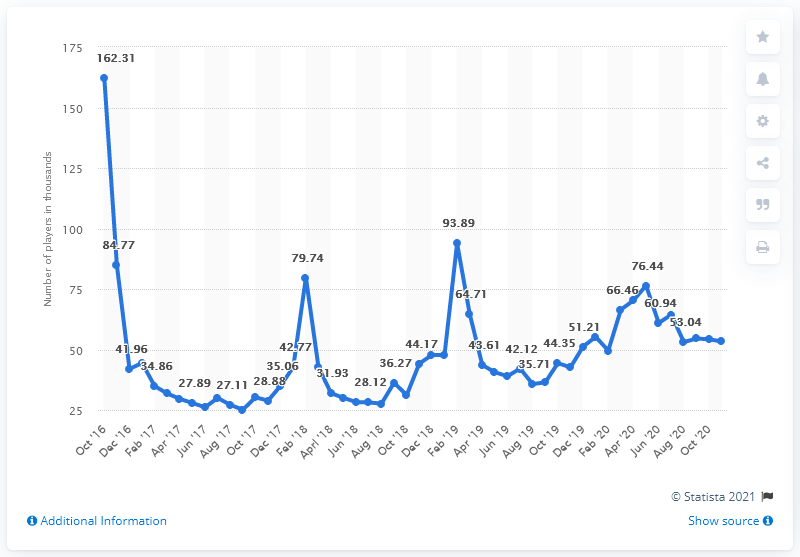 175
150
125
100
75
50
25
Number of players in thousands
162.31
84.77
41.96
34.86
27.89
27.11
28.88
35.06
42.77
79.74
31.93
28.12
36.27
44.17
93.89
64.71
43.61
42.12
35.71
44.35
51.21
66.46
76.44
60.94
53.04
Oct '16
Dec '16
Feb '17
Apr '17
Jun '17
Aug '17
Oct '17
Dec '17
Feb '18
Aprl '18
Jun '18
Aug '18
Oct '18
Dec '18
Feb '19
Apr '19
Jun '19
Aug '19
Oct '19
Dec '19
Feb '20
Apr '20
Jun '20
Aug '20
Oct '20
© Statista 2021
Additional Information
Show source